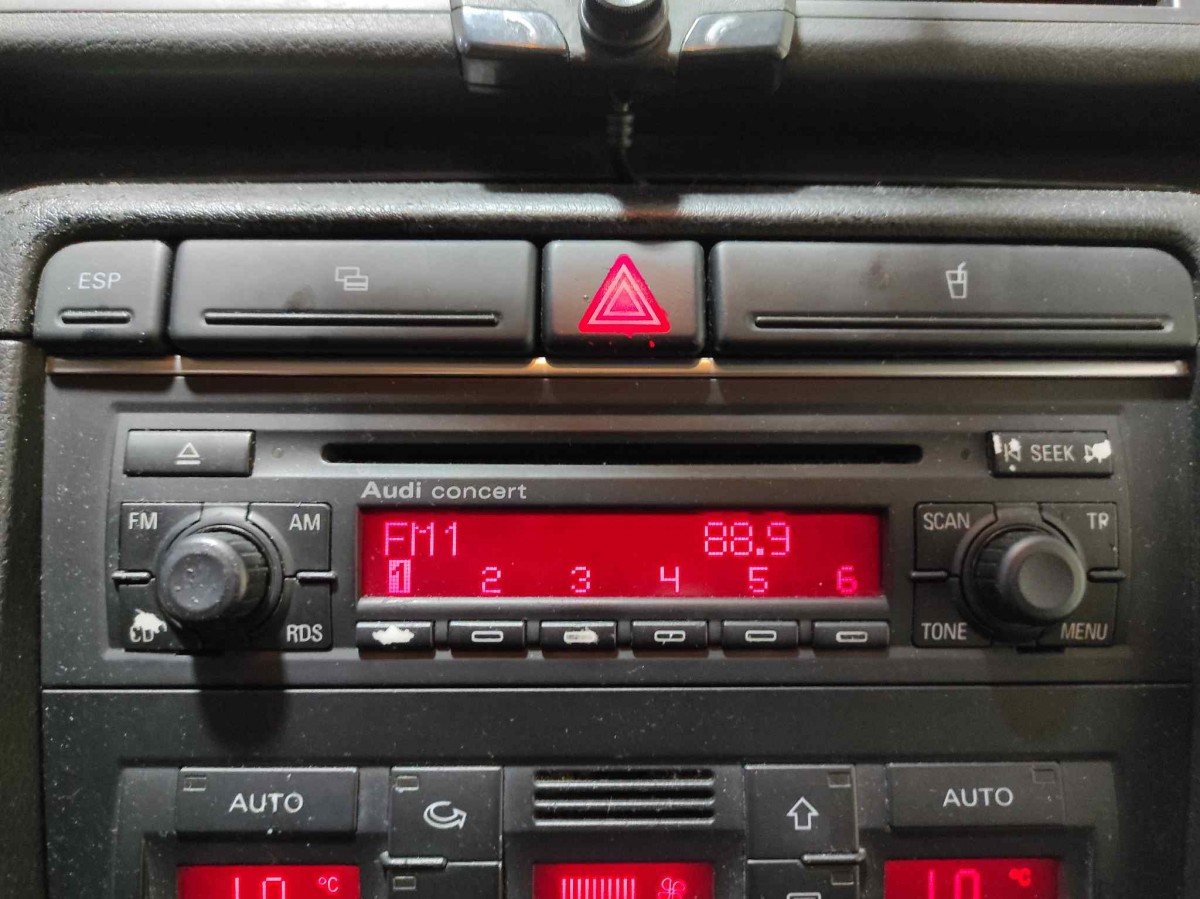 ESP
SEEK
Audi concert
FM
AM
FM1 88.9
SCAN
TP
1 2 3 4 5 6
CD
RDS
TONE
MENU
AUTO
AUTO
°C
°C